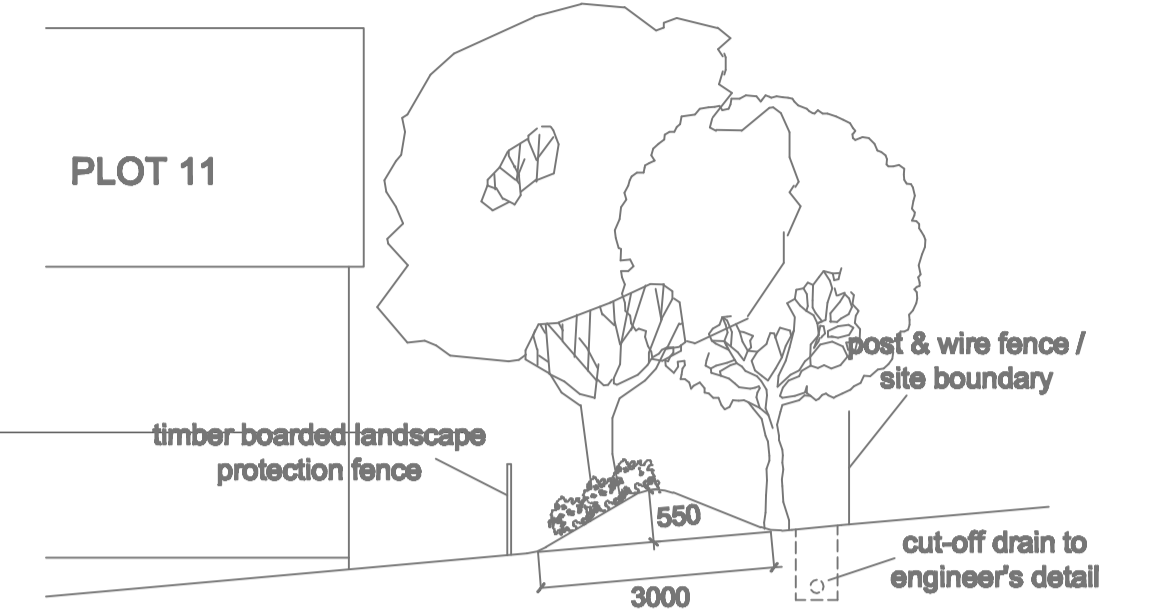 PLOT 11
post & wire fence /
site boundary
timber boarded landscape
protection fence
550
cut-off drain to
engineer's detail
3000